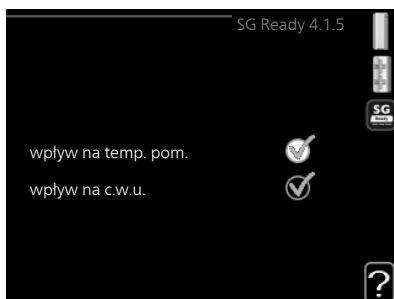 SG Ready 4.1.5
SG
Ready
wpływ na temp. pom.
wpływ na c.w.u.
?